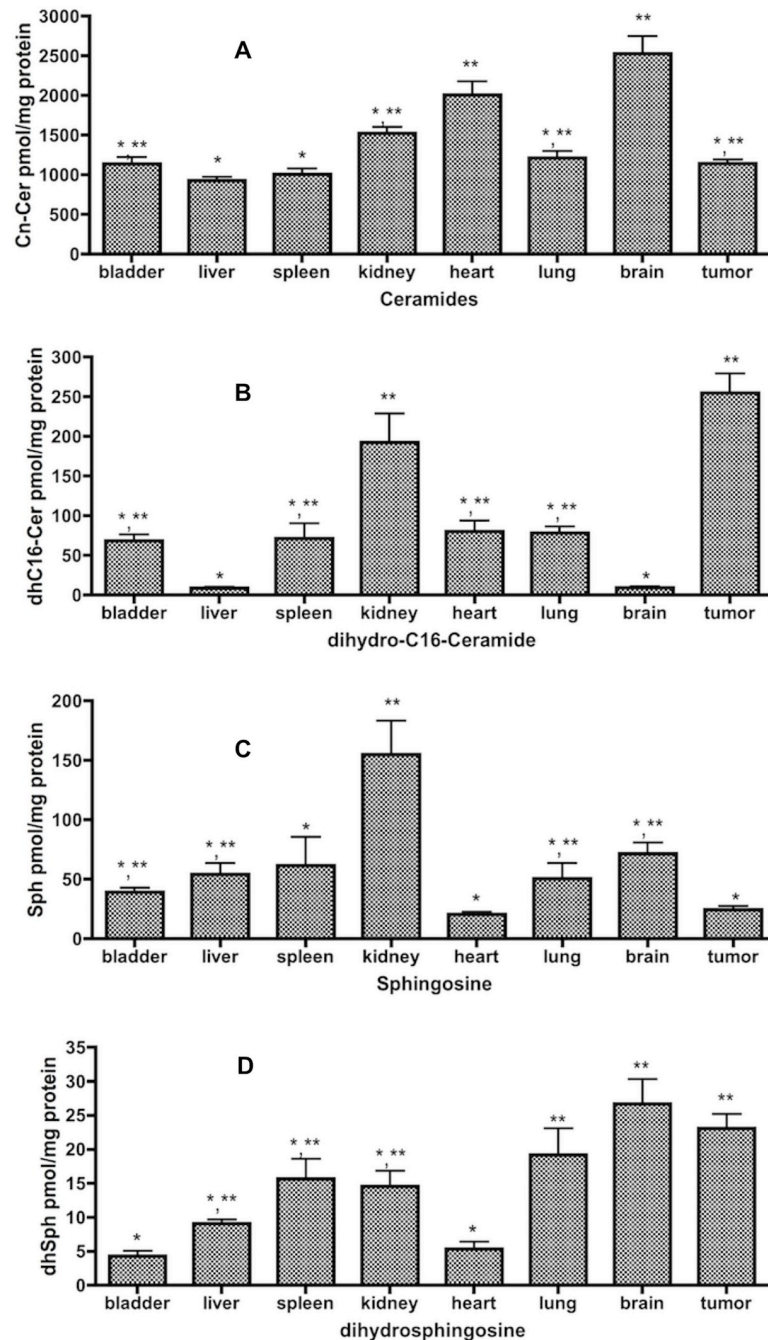 A
Cn-Cer pmol/mg protein
3000
2500
2000
1500
1000
500
0
*,** * * *,** ** *,** ** *,**
bladder liver spleen kidney heart lung brain tumor
Ceramides
B
dhC16-Cer pmol/mg protein
300
250
200
150
100
50
0
*,** * *,** ** *,** *,** * **
bladder liver spleen kidney heart lung brain tumor
dihydro-C16-Ceramide
C
Sph pmol/mg protein
200
150
100
50
0
*,** *,** * ** * *,** *,** *
bladder liver spleen kidney heart lung brain tumor
Sphingosine
D
dhSph pmol/mg protein
35
30
25
20
15
10
5
0
* *,** *,** *,** * ** ** **
bladder liver spleen kidney heart lung brain tumor
dihydrosphingosine